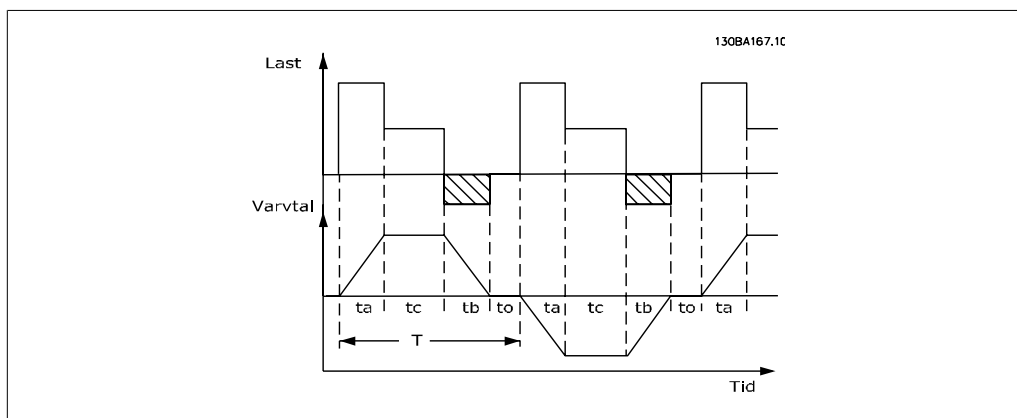 130BA167.10
Last
Varvtal
ta tc tb to ta tc tb to ta
T
Tid